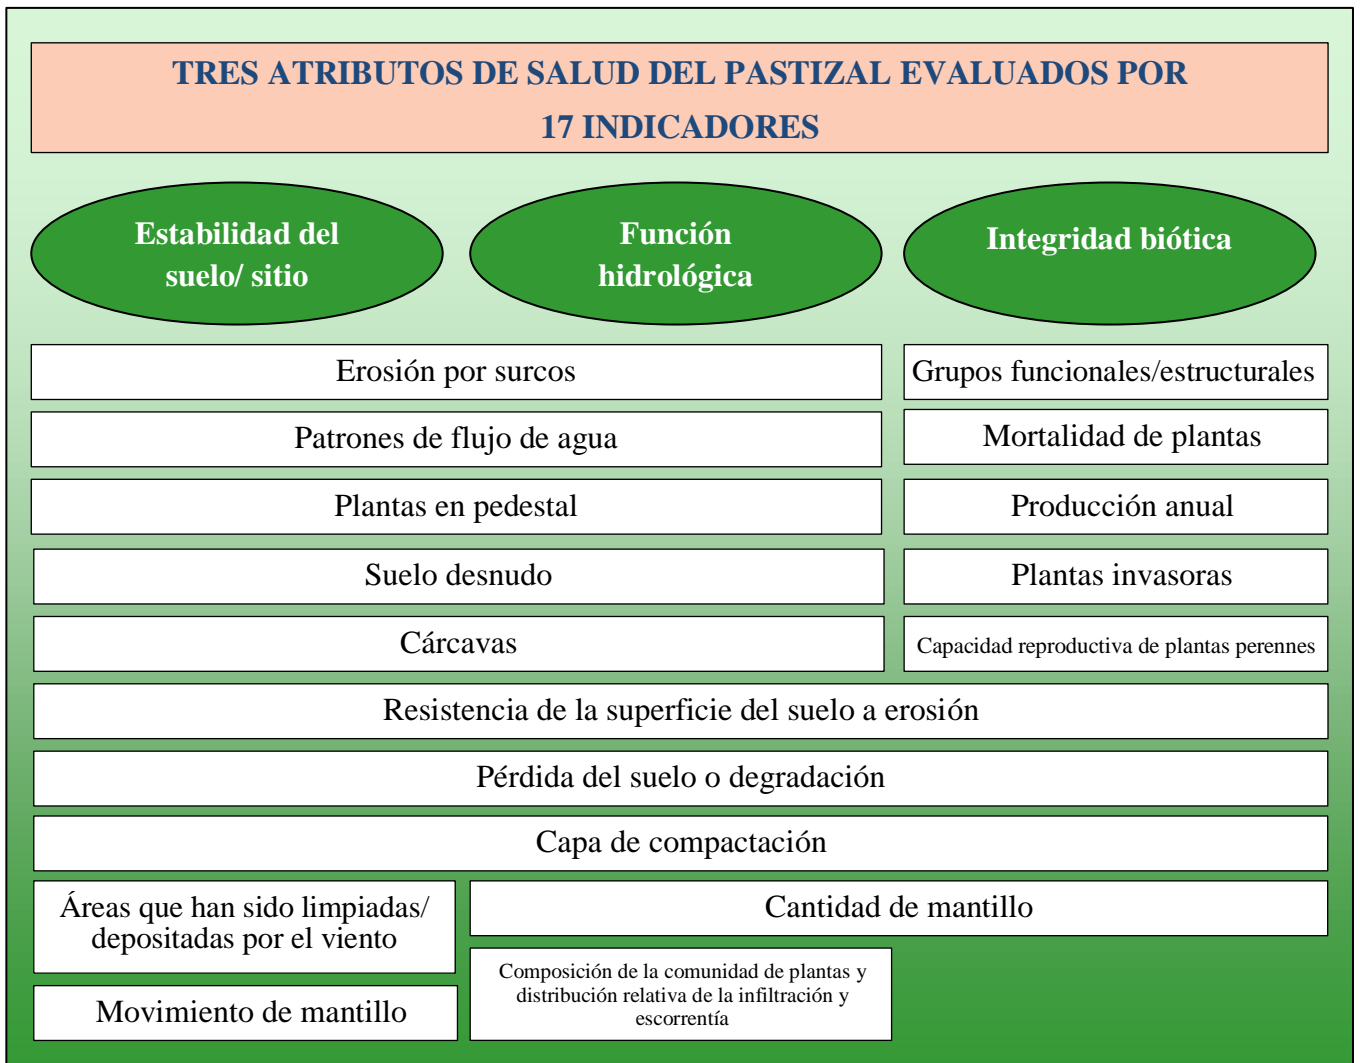 TRES ATRIBUTOS DE SALUD DEL PASTIZAL EVALUADOS POR
17 INDICADORES
Estabilidad del
suelo/ sitio
Función
hidrológica
Integridad biótica
Erosión por surcos
Grupos funcionales/estructurales
Patrones de flujo de agua
Mortalidad de plantas
Plantas en pedestal
Producción anual
Suelo desnudo
Plantas invasoras
Cárcavas
Capacidad reproductiva de plantas perennes
Resistencia de la superficie del suelo a erosión
Pérdida del suelo o degradación
Capa de compactación
Áreas que han sido limpiadas/
depositadas por el viento
Cantidad de mantillo
Movimiento de mantillo
Composición de la comunidad de plantas y
distribución relativa de la infiltración y
escorrentía